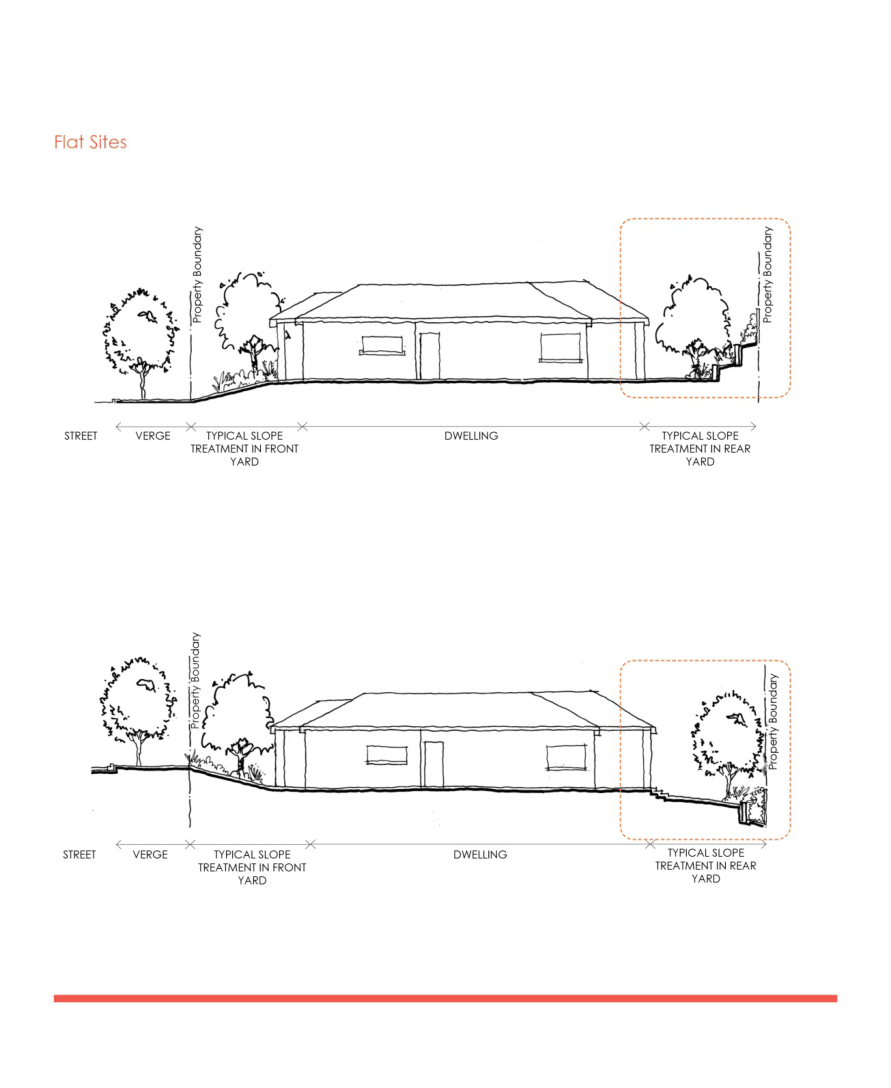 Flat Sites
Property Boundary
Property Boundary
STREET
VERGE
TYPICAL SLOPE
TREATMENT IN FRONT
YARD
DWELLING
TYPICAL SLOPE
TREATMENT IN REAR
YARD
Property Boundary
Property Boundary
STREET
VERGE
TYPICAL SLOPE
TREATMENT IN FRONT
YARD
DWELLING
TYPICAL SLOPE
TREATMENT IN REAR
YARD